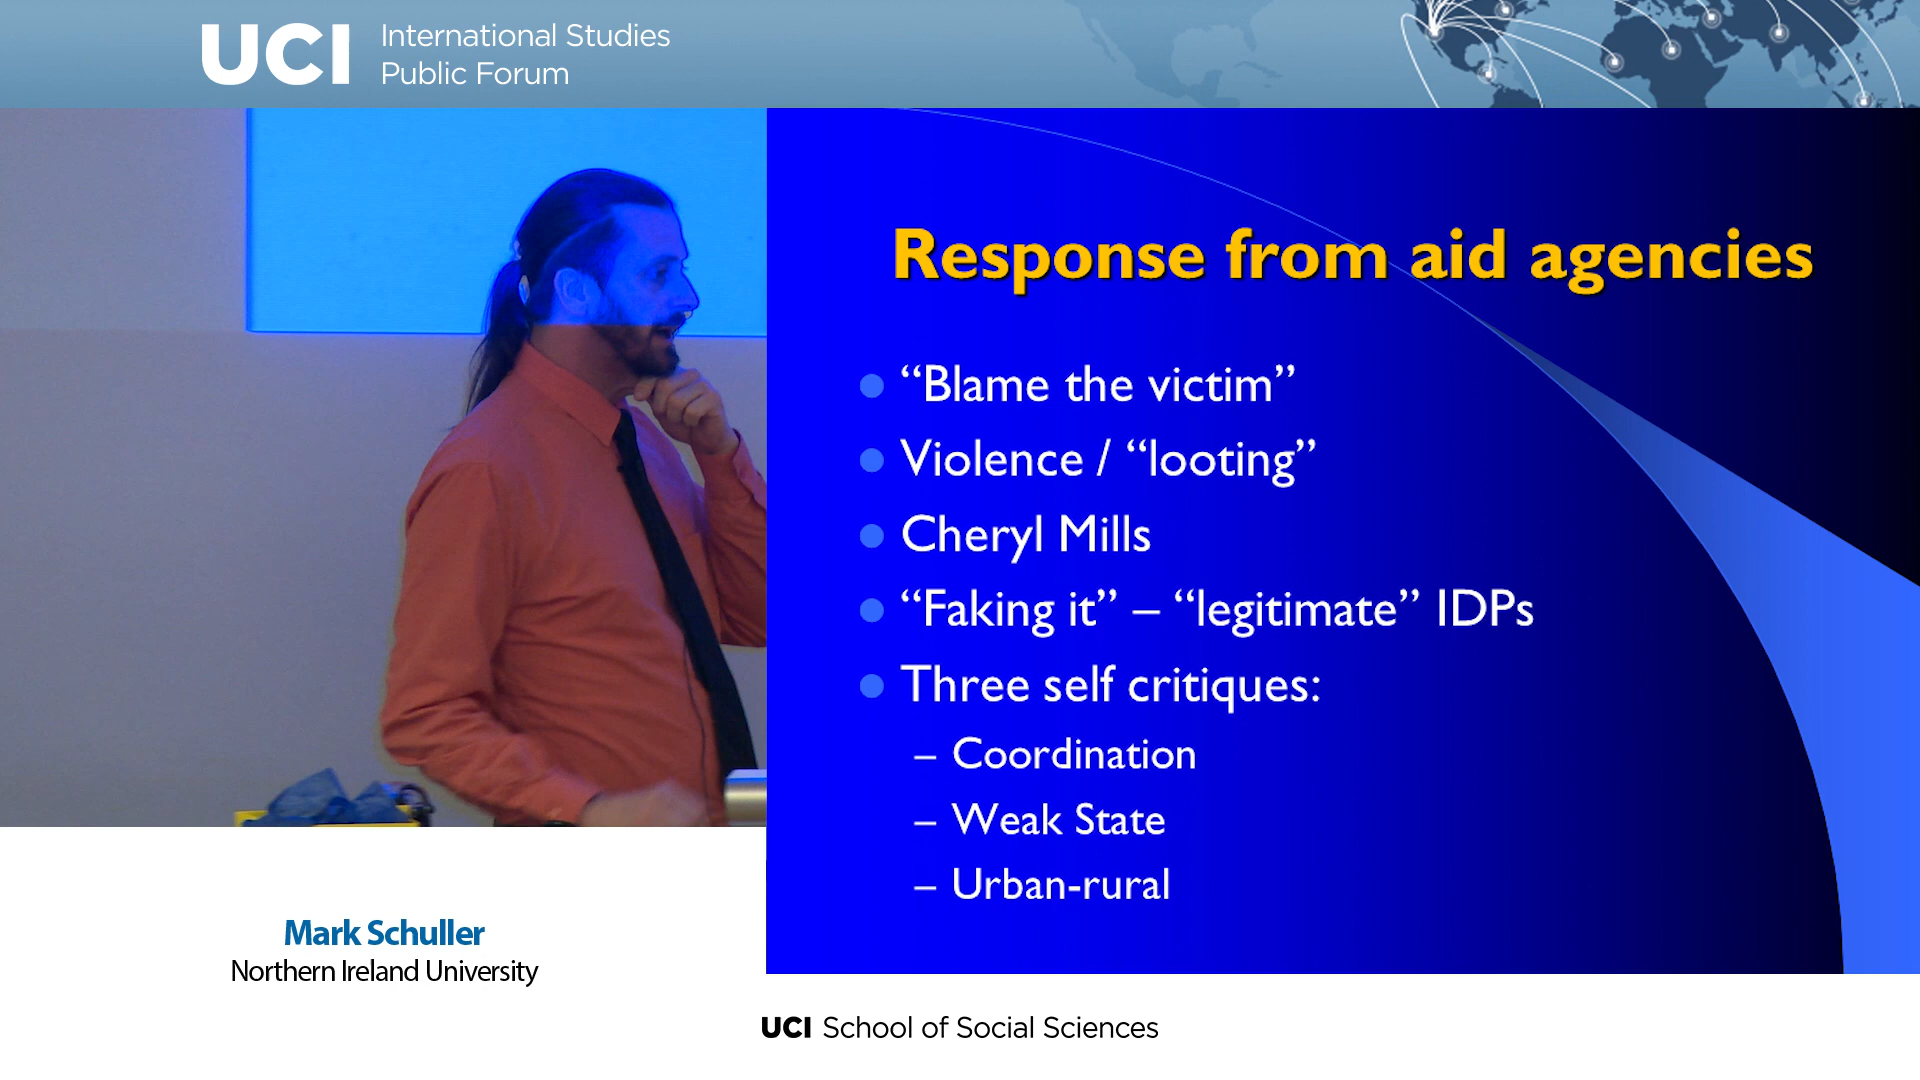 UCI International Studies
Public Forum
Response from aid agencies
“Blame the victim”
Violence / “looting”
Cheryl Mills
“Faking it” – “legitimate” IDPs
Three self critiques:
– Coordination
– Weak State
– Urban-rural
Mark Schuller
Northern Ireland University
UCI School of Social Sciences